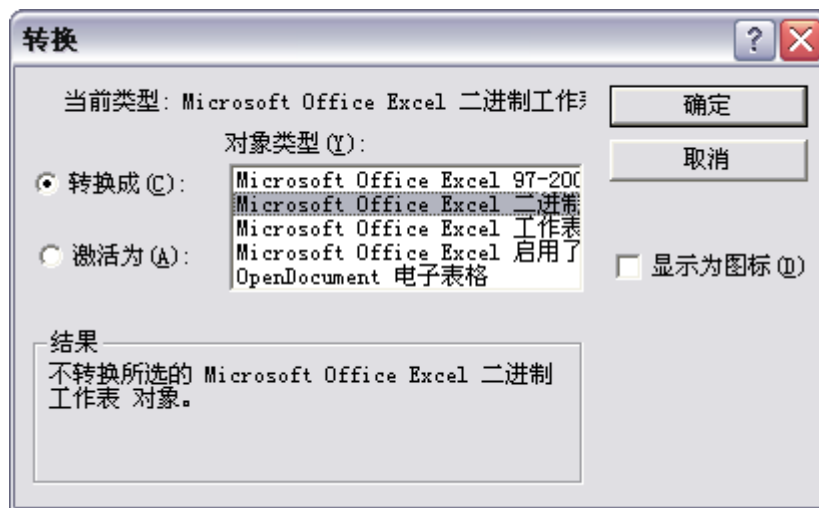 转换
当前类型: Microsoft Office Excel 二进制工作
确定
对象类型(Y):
取消
转换成(C):
Microsoft Office Excel 97-200
Microsoft Office Excel 二进制
Microsoft Office Excel 工作表
Microsoft Office Excel 启用了
OpenDocument 电子表格
激活为(A):
显示为图标(D)
结果
不转换所选的 Microsoft Office Excel 二进制
工作表 对象。